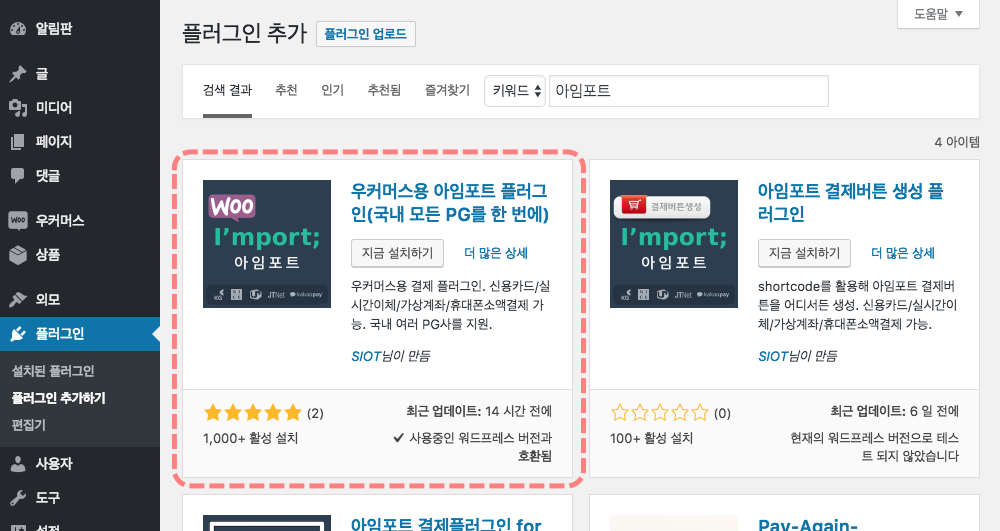 알림판
글
미디어
페이지
댓글
우커머스
상품
외모
플러그인
설치된 플러그인
플러그인 추가하기
편집기
사용자
도구
도움말
플러그인 추가
플러그인 업로드
검색 결과
추천
인기
추천됨
즐겨찾기
키워드
아임포트
4 아이템
WOO
I'mport;
아임포트
KG
JTNet
kakaopay
우커머스용 아임포트 플러그
인(국내 모든 PG를 한 번에)
지금 설치하기
더 많은 상세
우커머스용 결제 플러그인. 신용카드/실
시간이체/가상계좌/휴대폰소액결제 가
능. 국내 여러 PG사를 지원.
SIOT님이 만듬
(2)
1,000+ 활성 설치
최근 업데이트: 14 시간 전에
사용중인 워드프레스 버전과
호환됨
결제버튼생성
I'mport;
아임포트
KG
JTNet
kakaopay
아임포트 결제버튼 생성 플
러그인
지금 설치하기
더 많은 상세
shortcode를 활용해 아임포트 결제버
튼을 어디서든 생성. 신용카드/실시간이
체/가상계좌/휴대폰소액결제 가능.
SIOT님이 만듬
(0)
100+ 활성 설치
최근 업데이트: 6 일 전에
현재의 워드프레스 버전으로 테스
트 되지 않았습니다
아임포트 결제플러그인 for
Pay-Again-